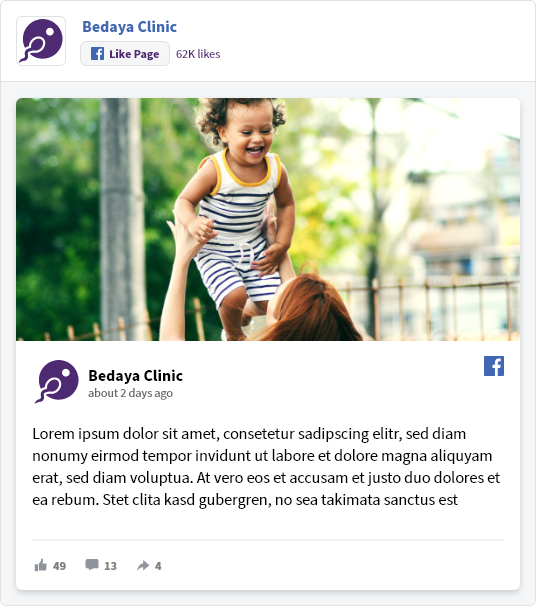 Bedaya Clinic
Like Page
62K likes
Bedaya Clinic
about 2 days ago
Lorem ipsum dolor sit amet, consetetur sadipscing elitr, sed diam
nonumy eirmod tempor invidunt ut labore et dolore magna aliquyam
erat, sed diam voluptua. At vero eos et accusam et justo duo dolores et
ea rebum. Stet clita kasd gubergren, no sea takimata sanctus est
49 13 4